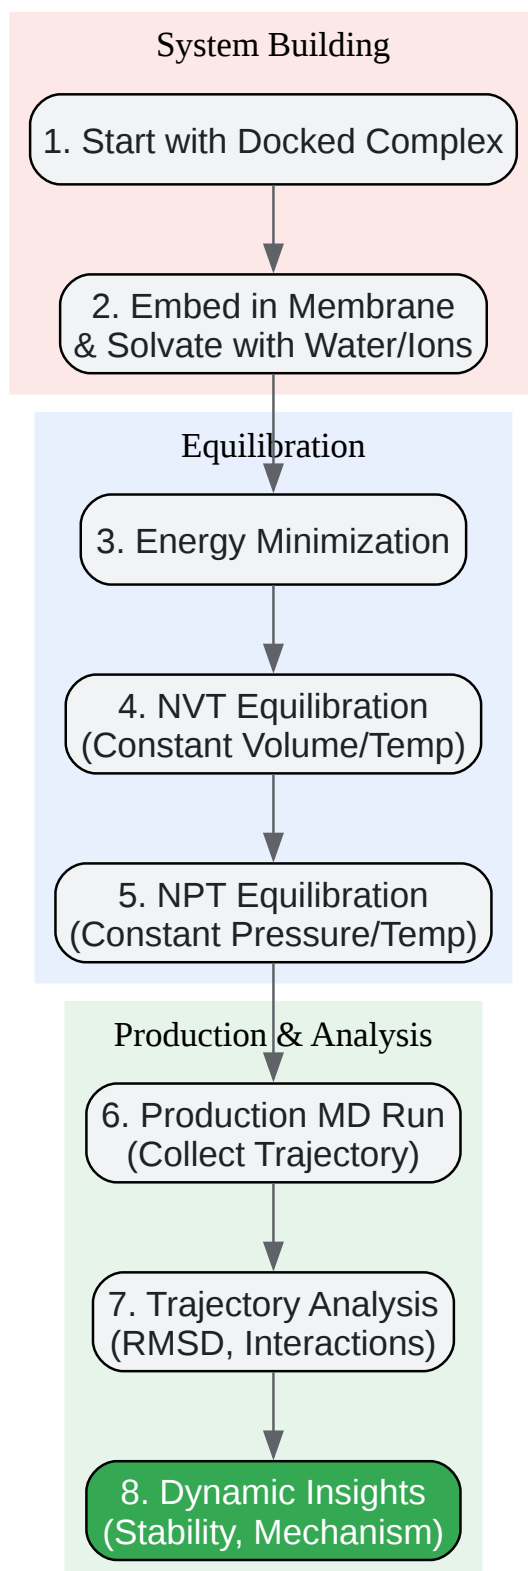 System Building
1. Start with Docked Complex
2. Embed in Membrane
& Solvate with Water/Ions
Equilibration
3. Energy Minimization
4. NVT Equilibration
(Constant Volume/Temp)
5. NPT Equilibration
(Constant Pressure/Temp)
Production & Analysis
6. Production MD Run
(Collect Trajectory)
7. Trajectory Analysis
(RMSD, Interactions)
8. Dynamic Insights
(Stability, Mechanism)